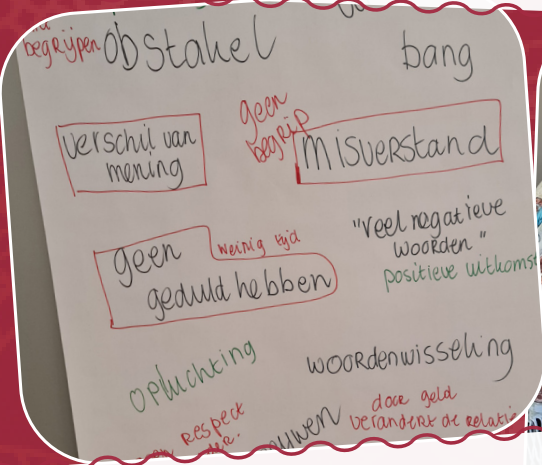 begrijpen
obstakel
bang
verschil van
mening
geen
begrip
misverstand
geen
weinig tijd
geduld hebben
"veel negatieve
woorden"
positieve uitkomst
opluchting
woordenwisseling
respect
door geld
verandert de relatie